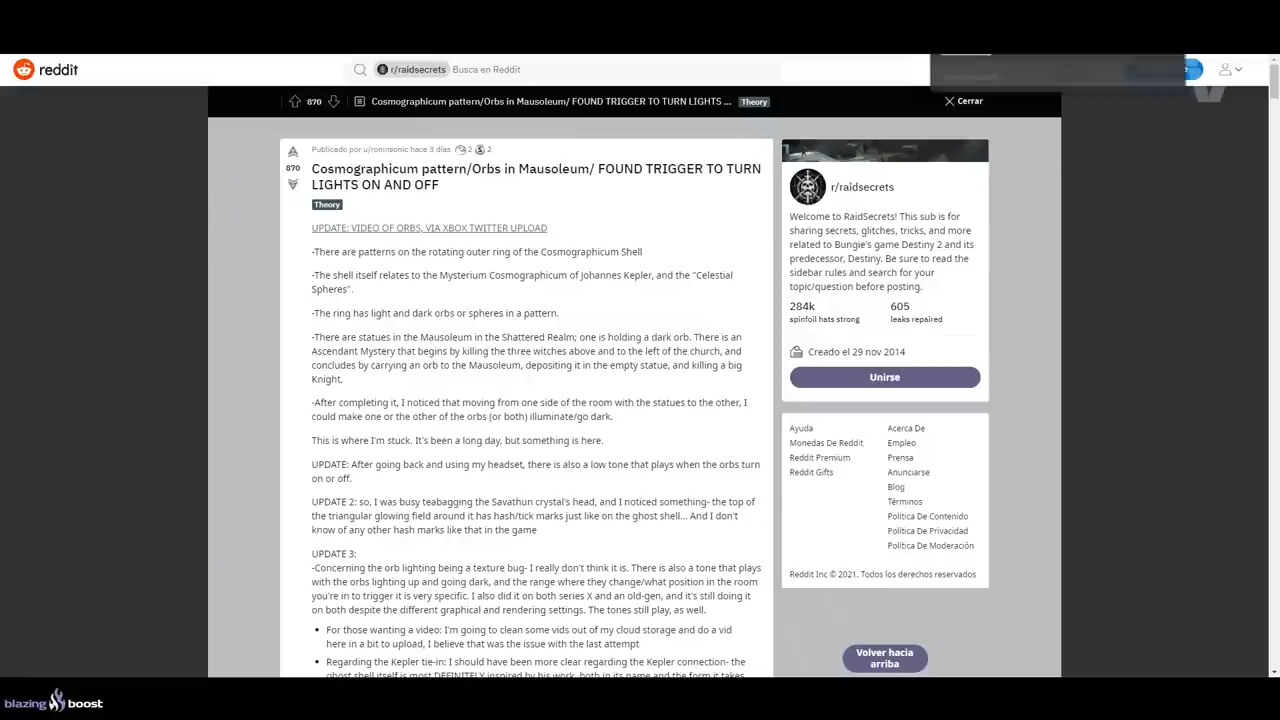 reddit
r/raidsecrets Busca en Reddit
870 Cosmographicum pattern/Orbs in Mausoleum/ FOUND TRIGGER TO TURN LIGHTS ... Theory Cerrar
Publicado por u/roninsonic hace 3 días 2 2
870
Cosmographicum pattern/Orbs in Mausoleum/ FOUND TRIGGER TO TURN
LIGHTS ON AND OFF
Theory
UPDATE: VIDEO OF ORBS, VIA XBOX TWITTER UPLOAD
-There are patterns on the rotating outer ring of the Cosmographicum Shell
-The shell itself relates to the Mysterium Cosmographicum of Johannes Kepler, and the "Celestial
Spheres".
-The ring has light and dark orbs or spheres in a pattern.
-There are statues in the Mausoleum in the Shattered Realm; one is holding a dark orb. There is an
Ascendant Mystery that begins by killing the three witches above and to the left of the church, and
concludes by carrying an orb to the Mausoleum, depositing it in the empty statue, and killing a big
Knight.
-After completing it, I noticed that moving from one side of the room with the statues to the other, I
could make one or the other of the orbs (or both) illuminate/go dark.
This is where I'm stuck. It's been a long day, but something is here.
UPDATE: After going back and using my headset, there is also a low tone that plays when the orbs turn
on or off.
UPDATE 2: so, I was busy teabagging the Savathun crystal's head, and I noticed something- the top of
the triangular glowing field around it has hash/tick marks just like on the ghost shell... And I don't
know of any other hash marks like that in the game
UPDATE 3:
-Concerning the orb lighting being a texture bug- I really don't think it is. There is also a tone that plays
with the orbs lighting up and going dark, and the range where they change/what position in the room
you're in to trigger it is very specific. I also did it on both series X and an old-gen, and it's still doing it
on both despite the different graphical and rendering settings. The tones still play, as well.
• For those wanting a video: I'm going to clean some vids out of my cloud storage and do a vid
here in a bit to upload, I believe that was the issue with the last attempt
• Regarding the Kepler tie-in: I should have been more clear regarding the Kepler connection- the
ghost shell itself is most DEFINITELY inspired by his work, both in its name and the form it takes
r/raidsecrets
Welcome to RaidSecrets! This sub is for
sharing secrets, glitches, tricks, and more
related to Bungie's game Destiny 2 and its
predecessor, Destiny. Be sure to read the
sidebar rules and search for your
topic/question before posting.
284k 605
spinfoil hats strong leaks repaired
Creado el 29 nov 2014
Unirse
Ayuda Acerca De
Monedas De Reddit Empleo
Reddit Premium Prensa
Reddit Gifts Anunciarse
Blog
Términos
Política De Contenido
Política De Privacidad
Política De Moderación
Reddit Inc © 2021. Todos los derechos reservados
Volver hacia
arriba
blazing boost